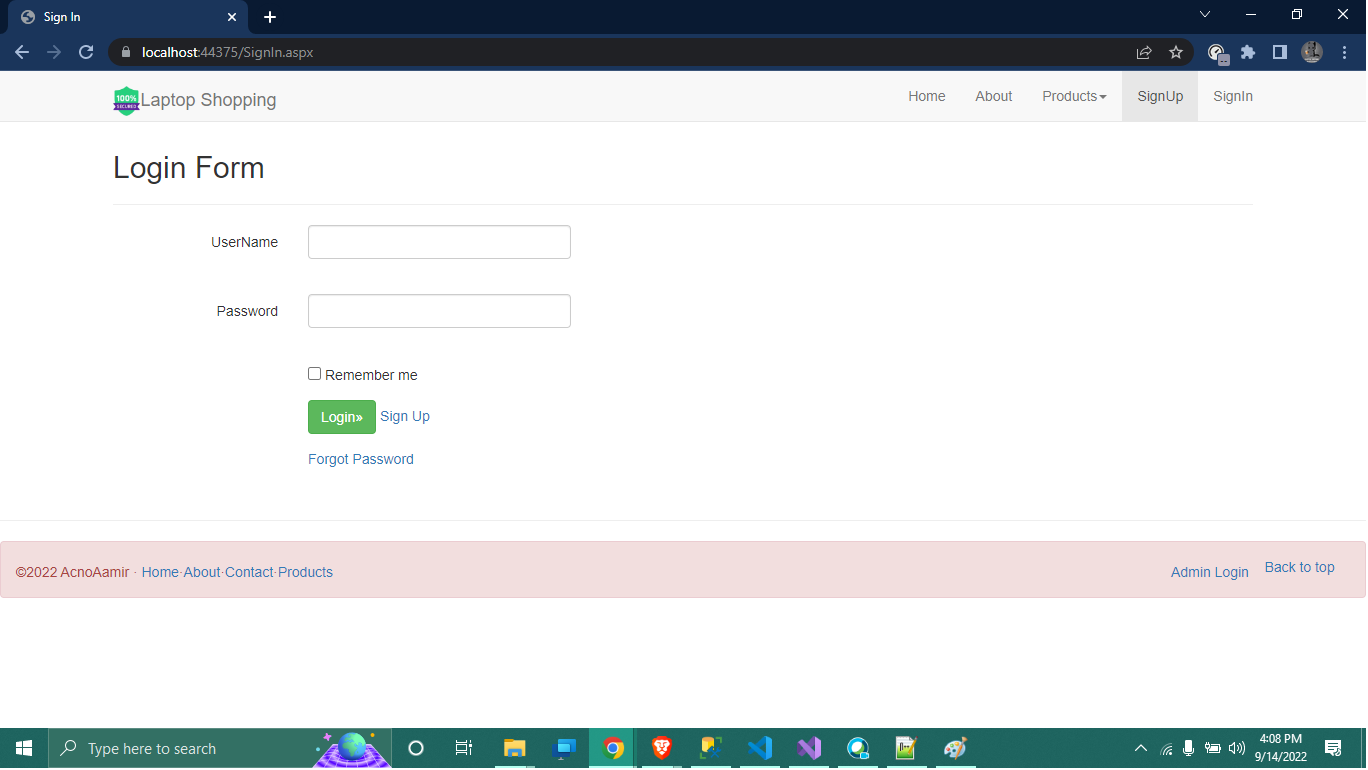 Sign In
localhost:44375/SignIn.aspx
100%
SECURED
Laptop Shopping
Home About Products SignUp SignIn
Login Form
UserName
Password
Remember me
Login» Sign Up
Forgot Password
©2022 AcnoAamir · Home·About·Contact·Products
Admin Login Back to top
Type here to search
4:08 PM
9/14/2022